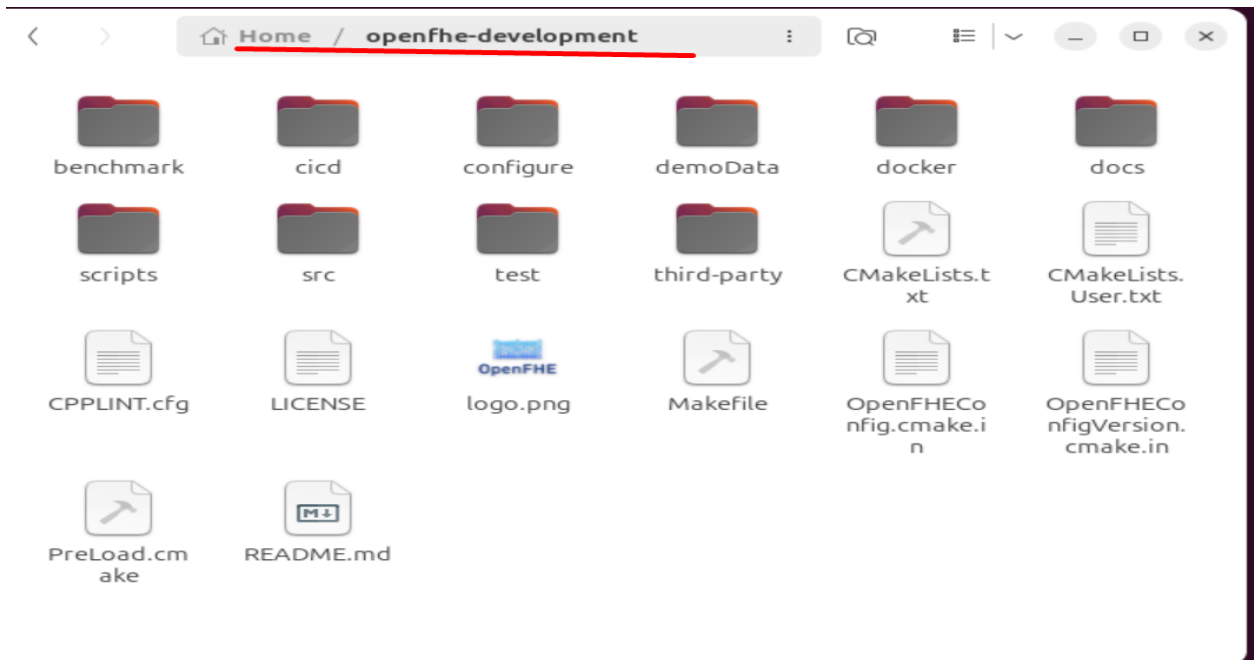 Home / openfhe-development
benchmark
cicd
configure
demoData
docker
docs
scripts
src
test
third-party
CMakeLists.t
xt
CMakeLists.
User.txt
CPPLINT.cfg
LICENSE
OpenFHE
logo.png
Makefile
OpenFHECo
nfig.cmake.i
n
OpenFHECo
nfigVersion.
cmake.in
PreLoad.cm
ake
M
README.md